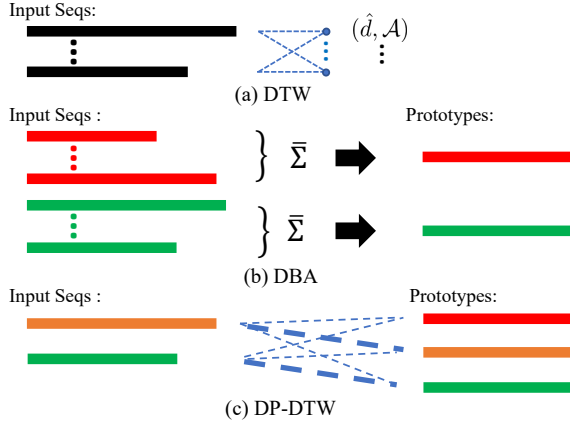 Input Seqs:
(d̂, 𝒜)
(a) DTW
Input Seqs :
Prototypes:
Σ̿
Σ̿
(b) DBA
Input Seqs :
Prototypes:
(c) DP-DTW